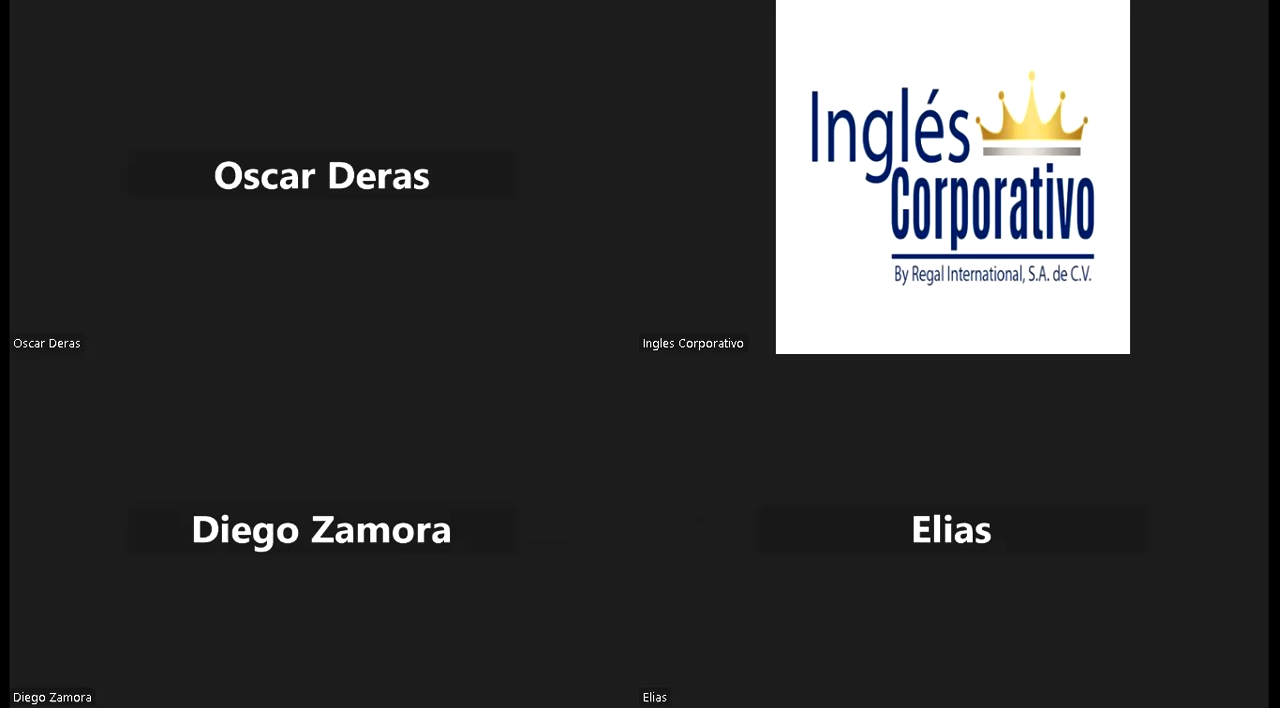 Oscar Deras
Inglés
Corporativo
By Regal International, S.A. de C.V.
Oscar Deras
Ingles Corporativo
Diego Zamora
Elias
Diego Zamora
Elias